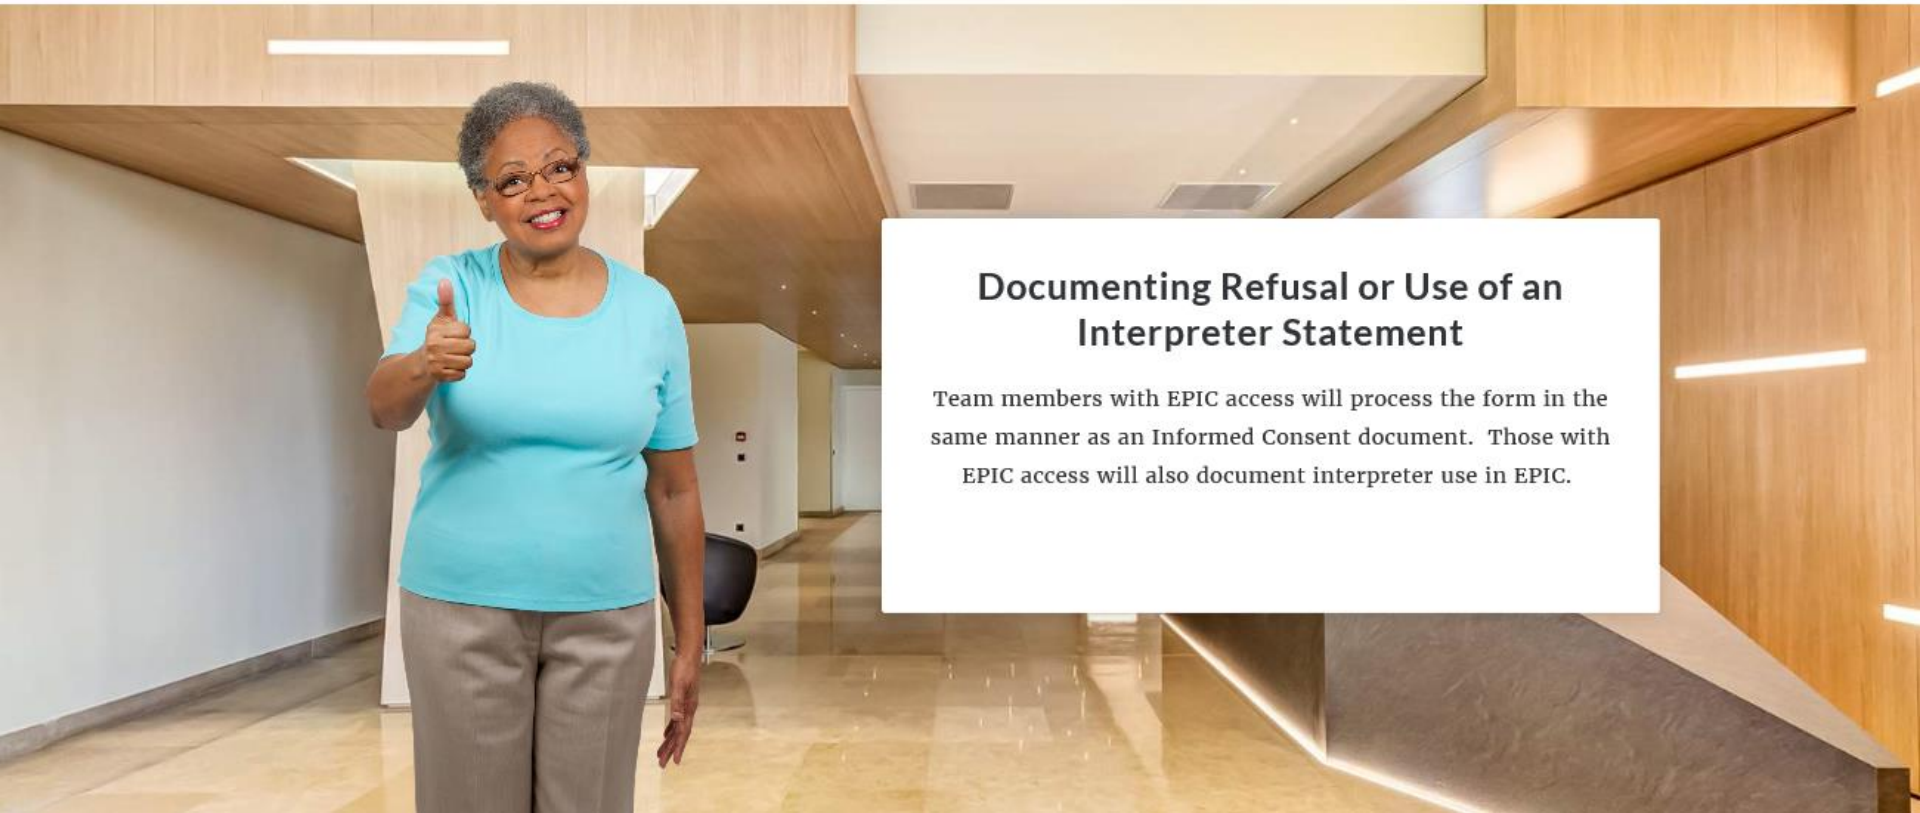 Documenting Refusal or Use of an
Interpreter Statement
Team members with EPIC access will process the form in the
same manner as an Informed Consent document.  Those with
EPIC access will also document interpreter use in EPIC.